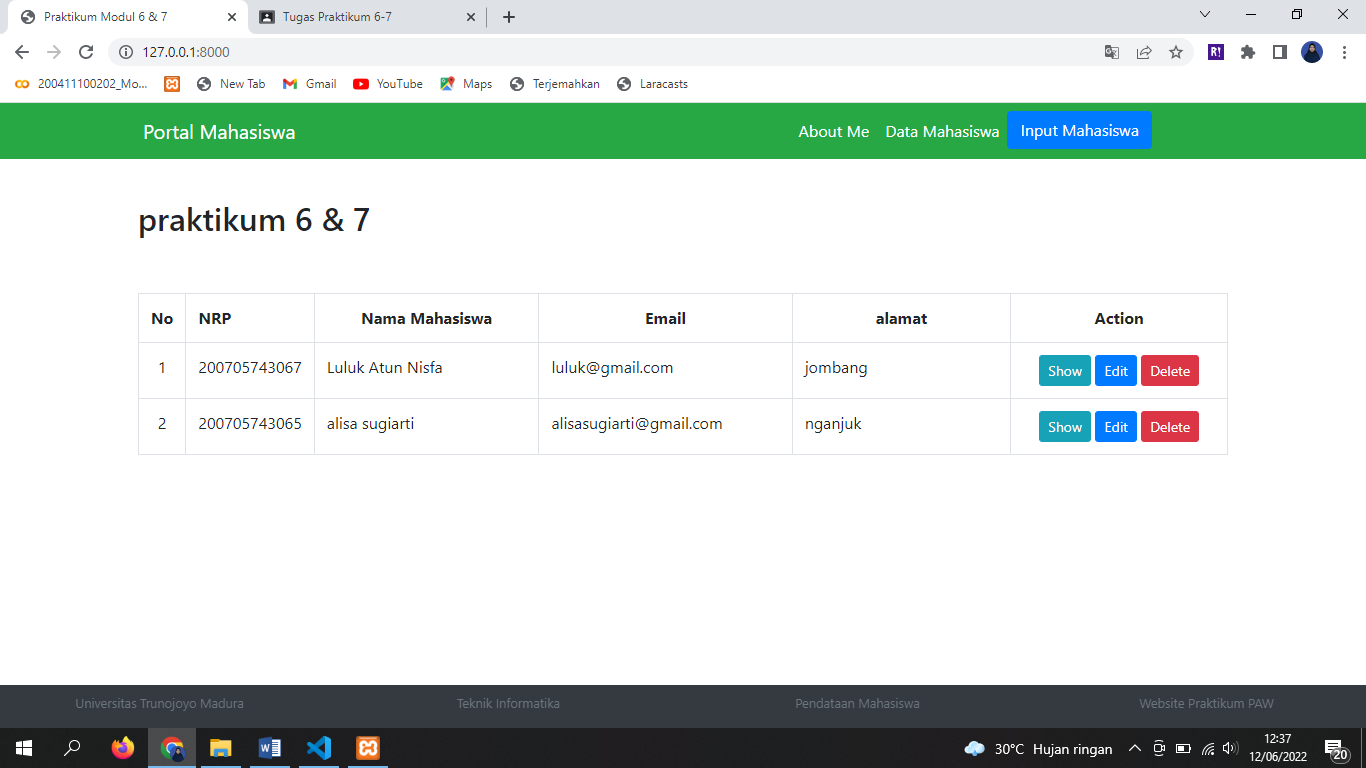 Praktikum Modul 6 & 7
Tugas Praktikum 6-7
127.0.0.1:8000
R!
200411100202_Mo...
New Tab
Gmail
YouTube
Maps
Terjemahkan
Laracasts
Portal Mahasiswa
About Me
Data Mahasiswa
Input Mahasiswa
praktikum 6 & 7
No NRP Nama Mahasiswa Email alamat Action
1 200705743067 Luluk Atun Nisfa luluk@gmail.com jombang Show Edit Delete
2 200705743065 alisa sugiarti alisasugiarti@gmail.com nganjuk Show Edit Delete
Universitas Trunojoyo Madura
Teknik Informatika
Pendataan Mahasiswa
Website Praktikum PAW
30°C Hujan ringan
12:37
12/06/2022
20